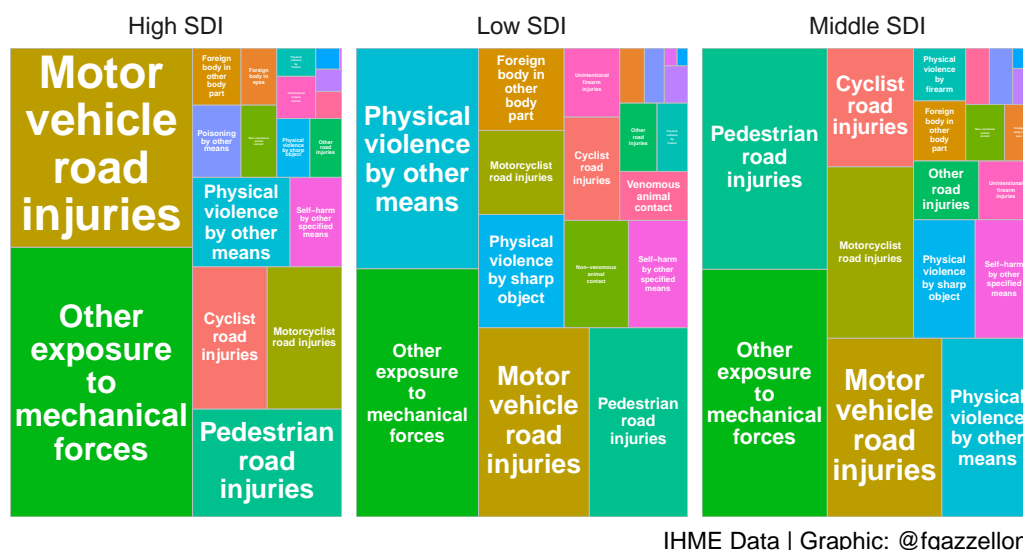 High SDI
Low SDI
Middle SDI
Motor
vehicle
road
injuries
Other
exposure
to
mechanical
forces
Foreign
body in
other
body
part
Foreign
body in
eyes
Poisoning
by other
means
Physical
violence
by sharp
object
Other
road
injuries
Physical
violence
by other
means
Self-harm
by other
specified
means
Cyclist
road
injuries
Motorcyclist
road injuries
Pedestrian
road
injuries
Physical
violence
by other
means
Other
exposure
to
mechanical
forces
Foreign
body in
other
body
part
Unintentional
firearm
injuries
Motorcyclist
road injuries
Cyclist
road
injuries
Other
road
injuries
Venomous
animal
contact
Physical
violence
by sharp
object
Non-venomous
animal
contact
Self-harm
by other
specified
means
Motor
vehicle
road
injuries
Pedestrian
road
injuries
Pedestrian
road
injuries
Other
exposure
to
mechanical
forces
Cyclist
road
injuries
Physical
violence
by
firearm
Foreign
body in
other
body
part
Motorcyclist
road injuries
Other
road
injuries
Unintentional
firearm
injuries
Physical
violence
by sharp
object
Self-harm
by other
specified
means
Motor
vehicle
road
injuries
Physical
violence
by other
means
IHME Data | Graphic: @fgazzellon